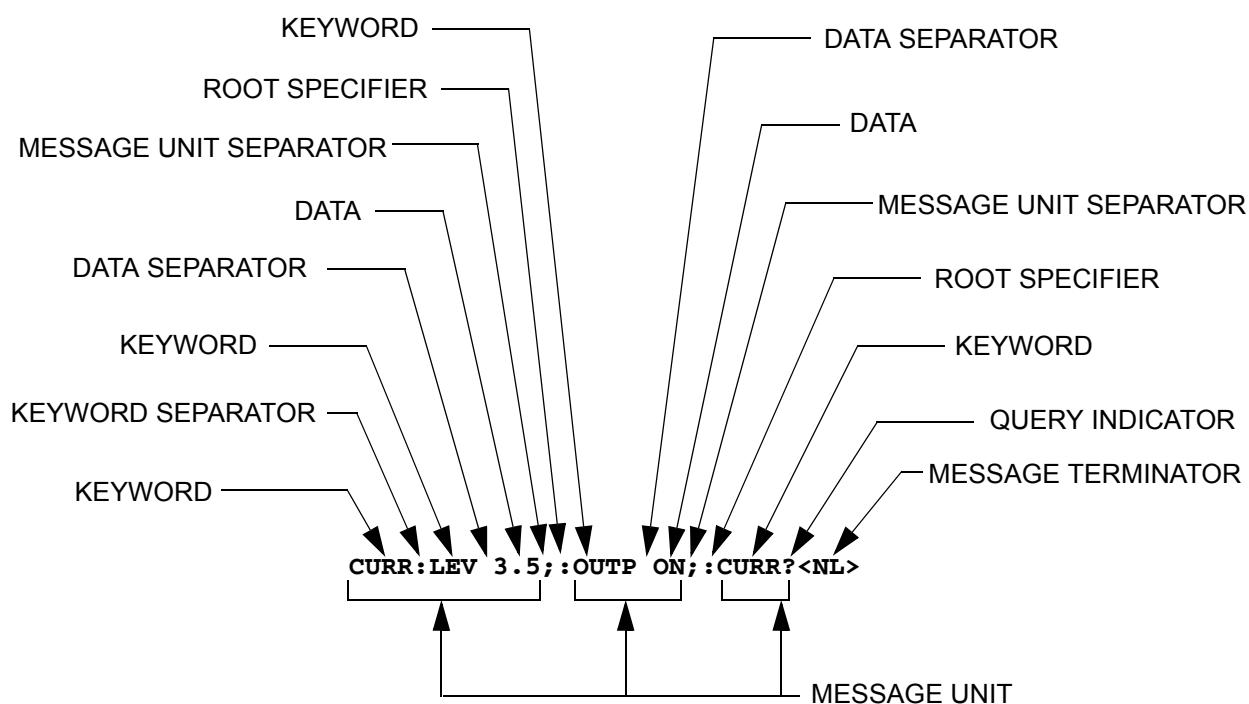 KEYWORD
DATA SEPARATOR
ROOT SPECIFIER
DATA
MESSAGE UNIT SEPARATOR
MESSAGE UNIT SEPARATOR
DATA
DATA SEPARATOR
ROOT SPECIFIER
KEYWORD
KEYWORD
KEYWORD SEPARATOR
QUERY INDICATOR
MESSAGE TERMINATOR
KEYWORD
CURR:LEV 3.5;:OUTP ON;:CURR?<NL>
MESSAGE UNIT